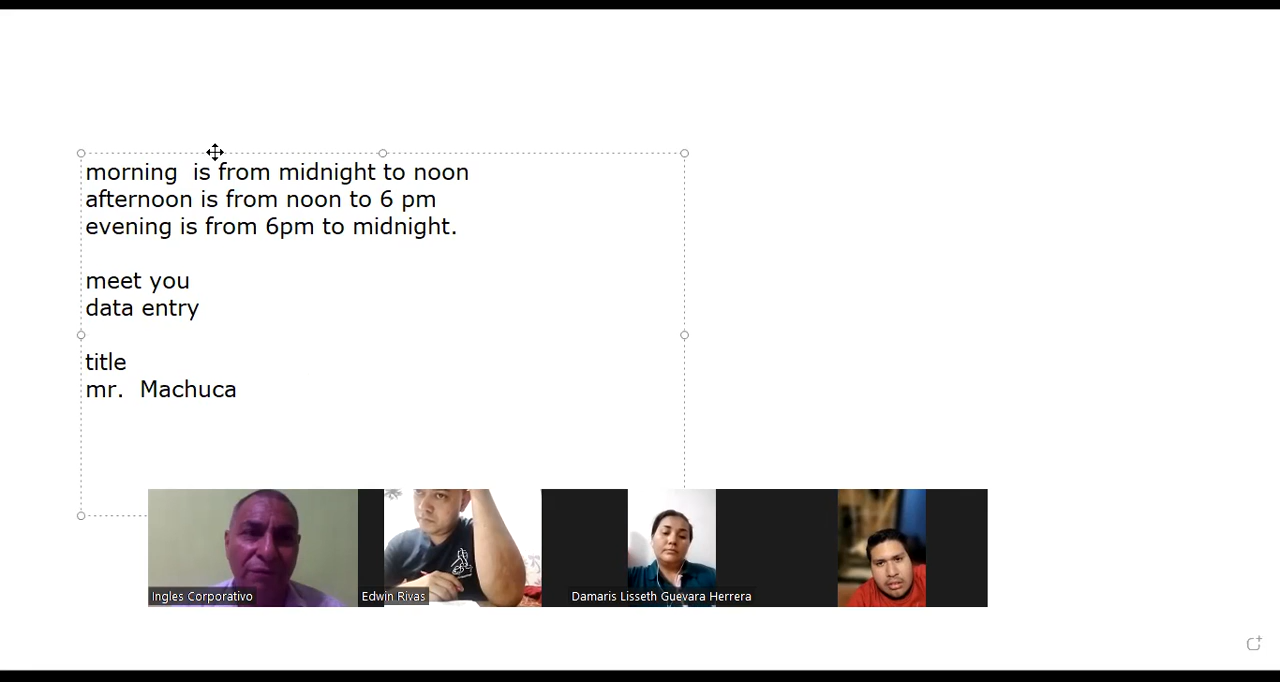 morning  is from midnight to noon
afternoon is from noon to 6 pm
evening is from 6pm to midnight.
meet you
data entry
title
mr.  Machuca
Ingles Corporativo
Edwin Rivas
Damaris Lisseth Guevara Herrera